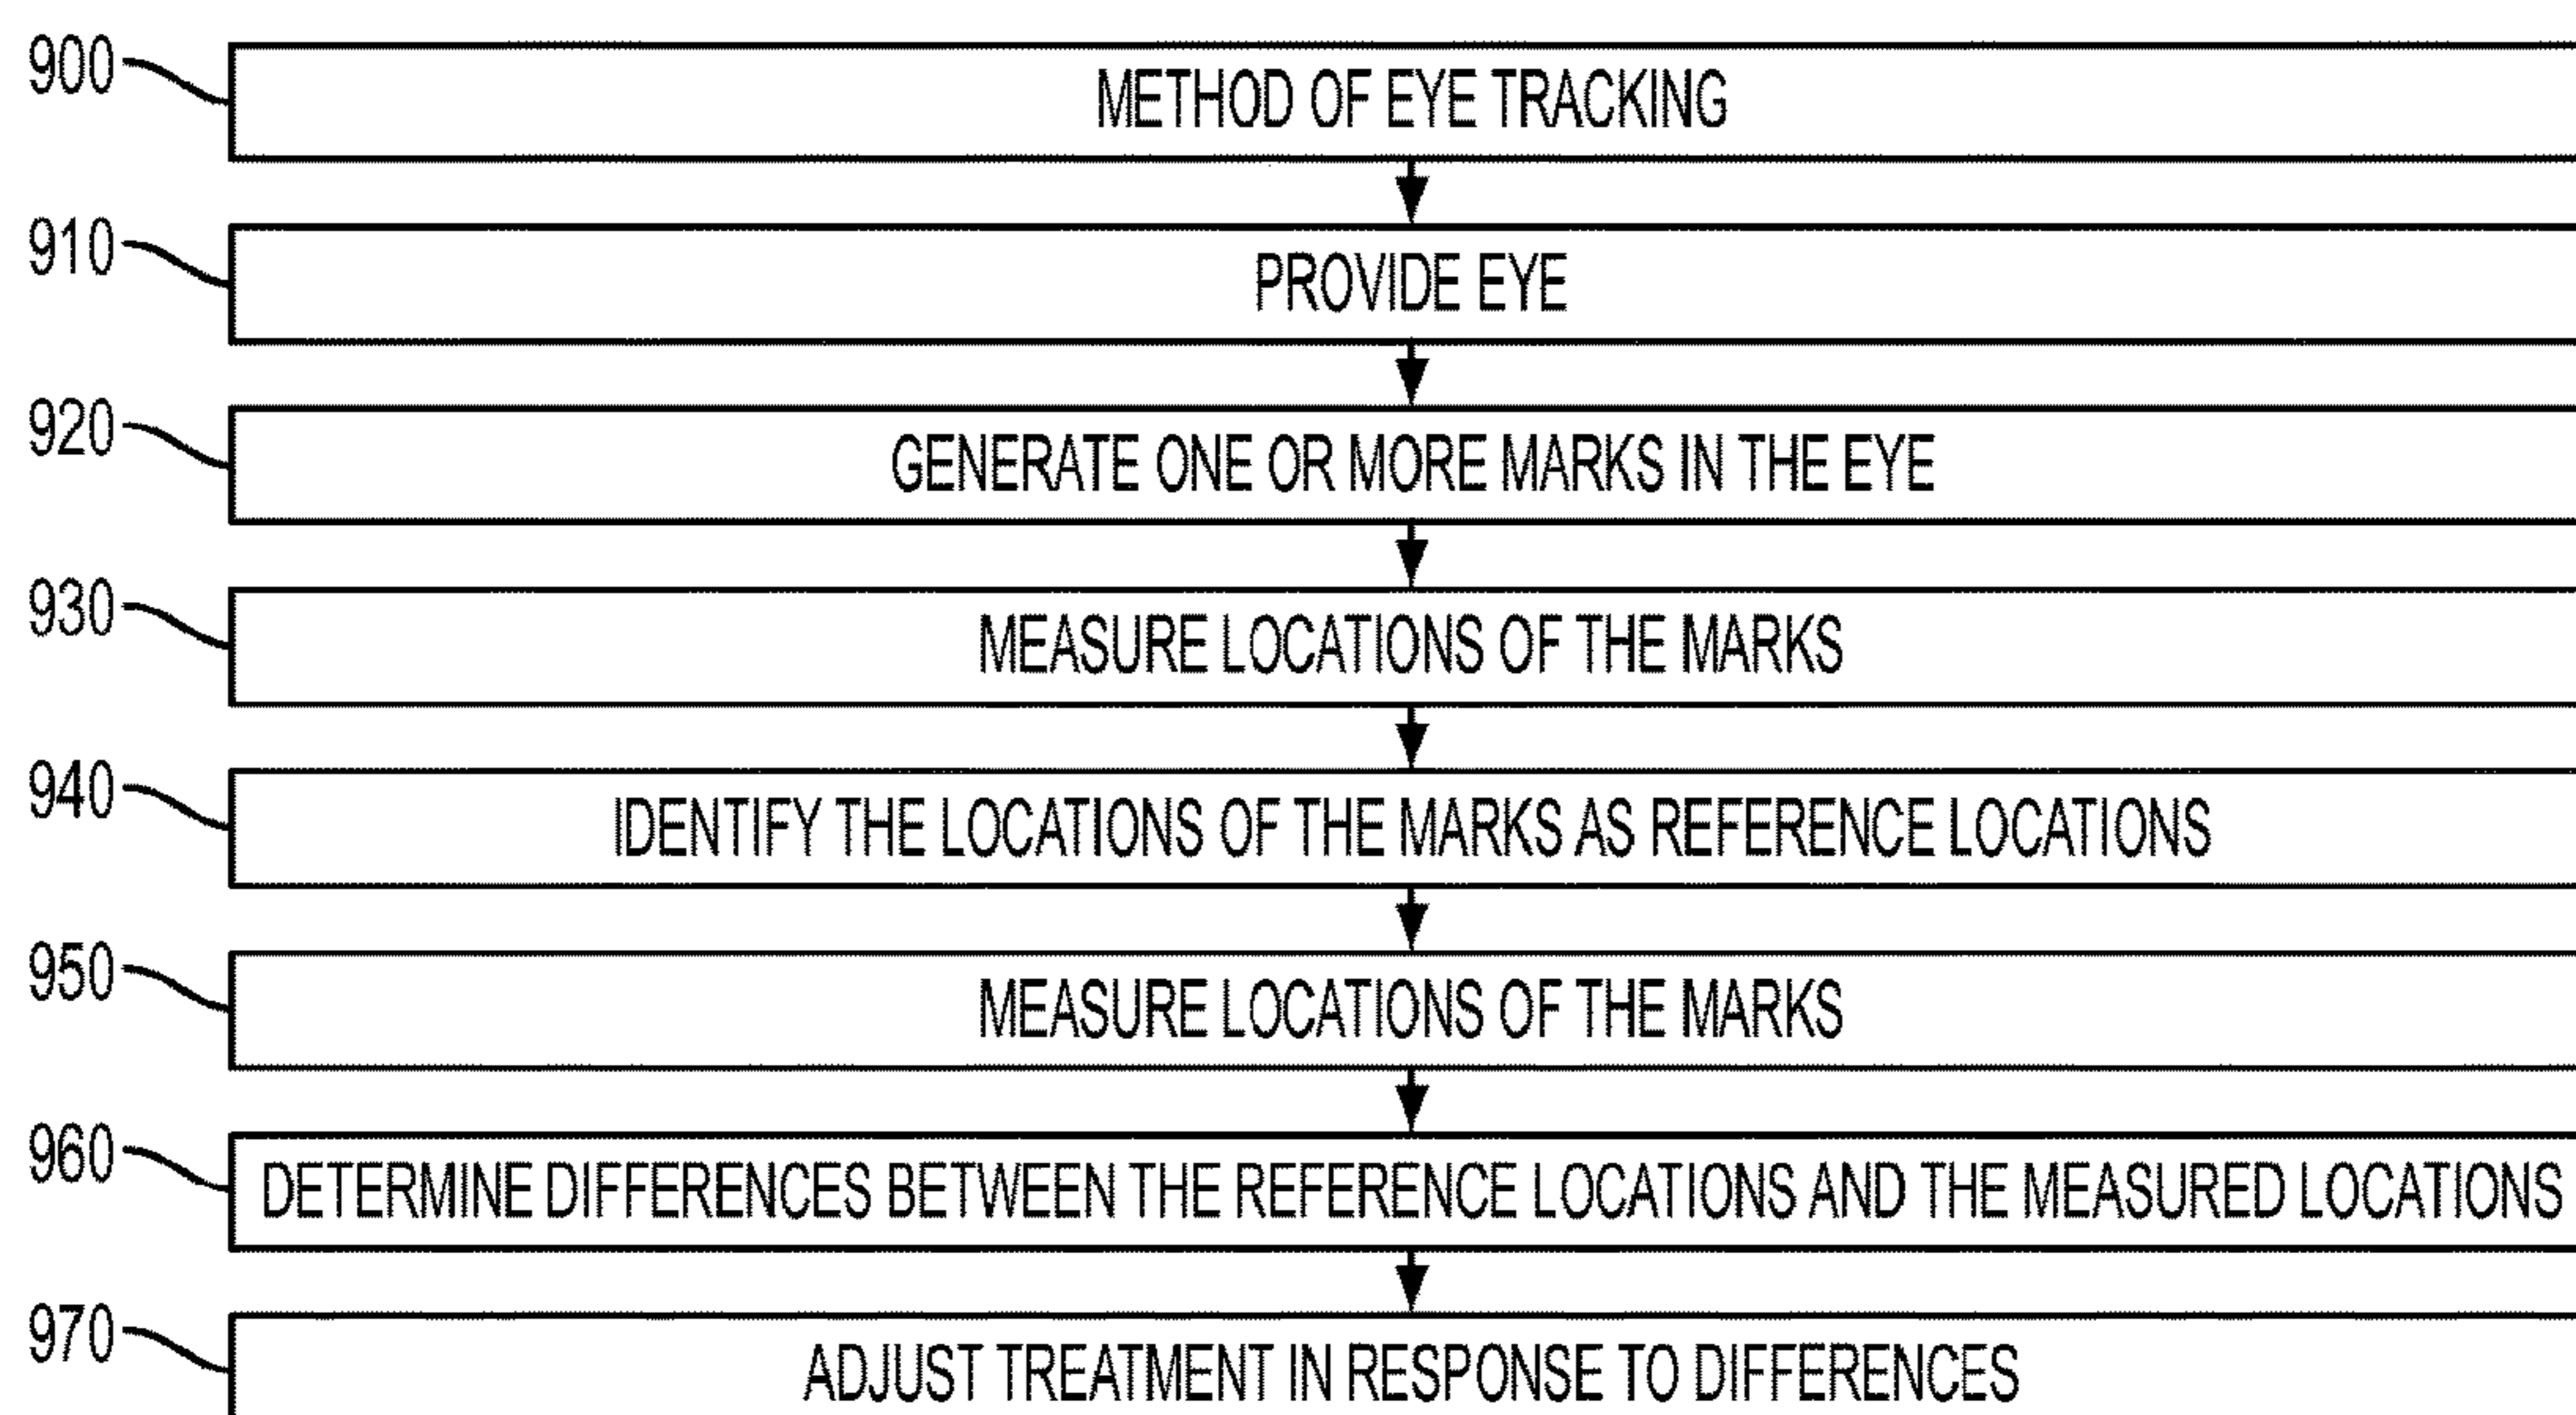 900 METHOD OF EYE TRACKING
910 PROVIDE EYE
920 GENERATE ONE OR MORE MARKS IN THE EYE
930 MEASURE LOCATIONS OF THE MARKS
940 IDENTIFY THE LOCATIONS OF THE MARKS AS REFERENCE LOCATIONS
950 MEASURE LOCATIONS OF THE MARKS
960 DETERMINE DIFFERENCES BETWEEN THE REFERENCE LOCATIONS AND THE MEASURED LOCATIONS
970 ADJUST TREATMENT IN RESPONSE TO DIFFERENCES